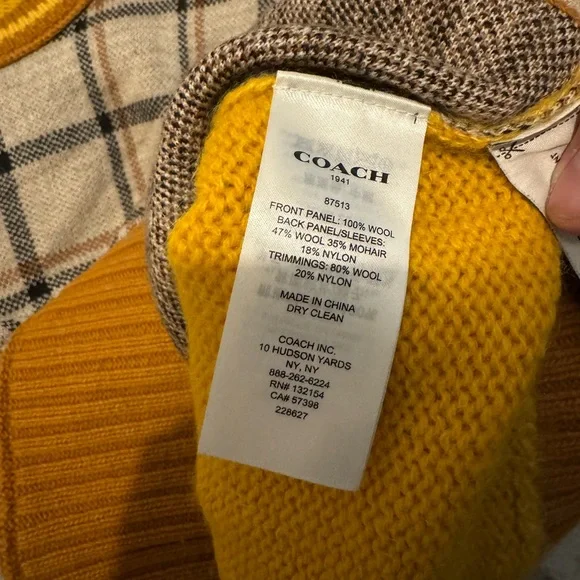 COACH
1941
87513
FRONT PANEL: 100% WOOL
BACK PANEL/SLEEVES:
47% WOOL 35% MOHAIR
18% NYLON
TRIMMINGS: 80% WOOL
20% NYLON
MADE IN CHINA
DRY CLEAN
COACH INC.
10 HUDSON YARDS
NY, NY
888-262-6224
RN# 132154
CA# 57398
228627